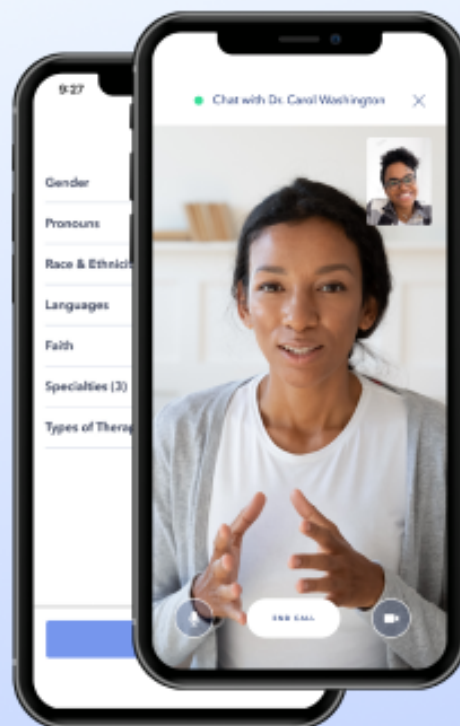 9:27
Gender
Pronouns
Race & Ethnicit
Languages
Faith
Specialties (3)
Types of Therap
Chat with Dr. Carol Washington
END CALL